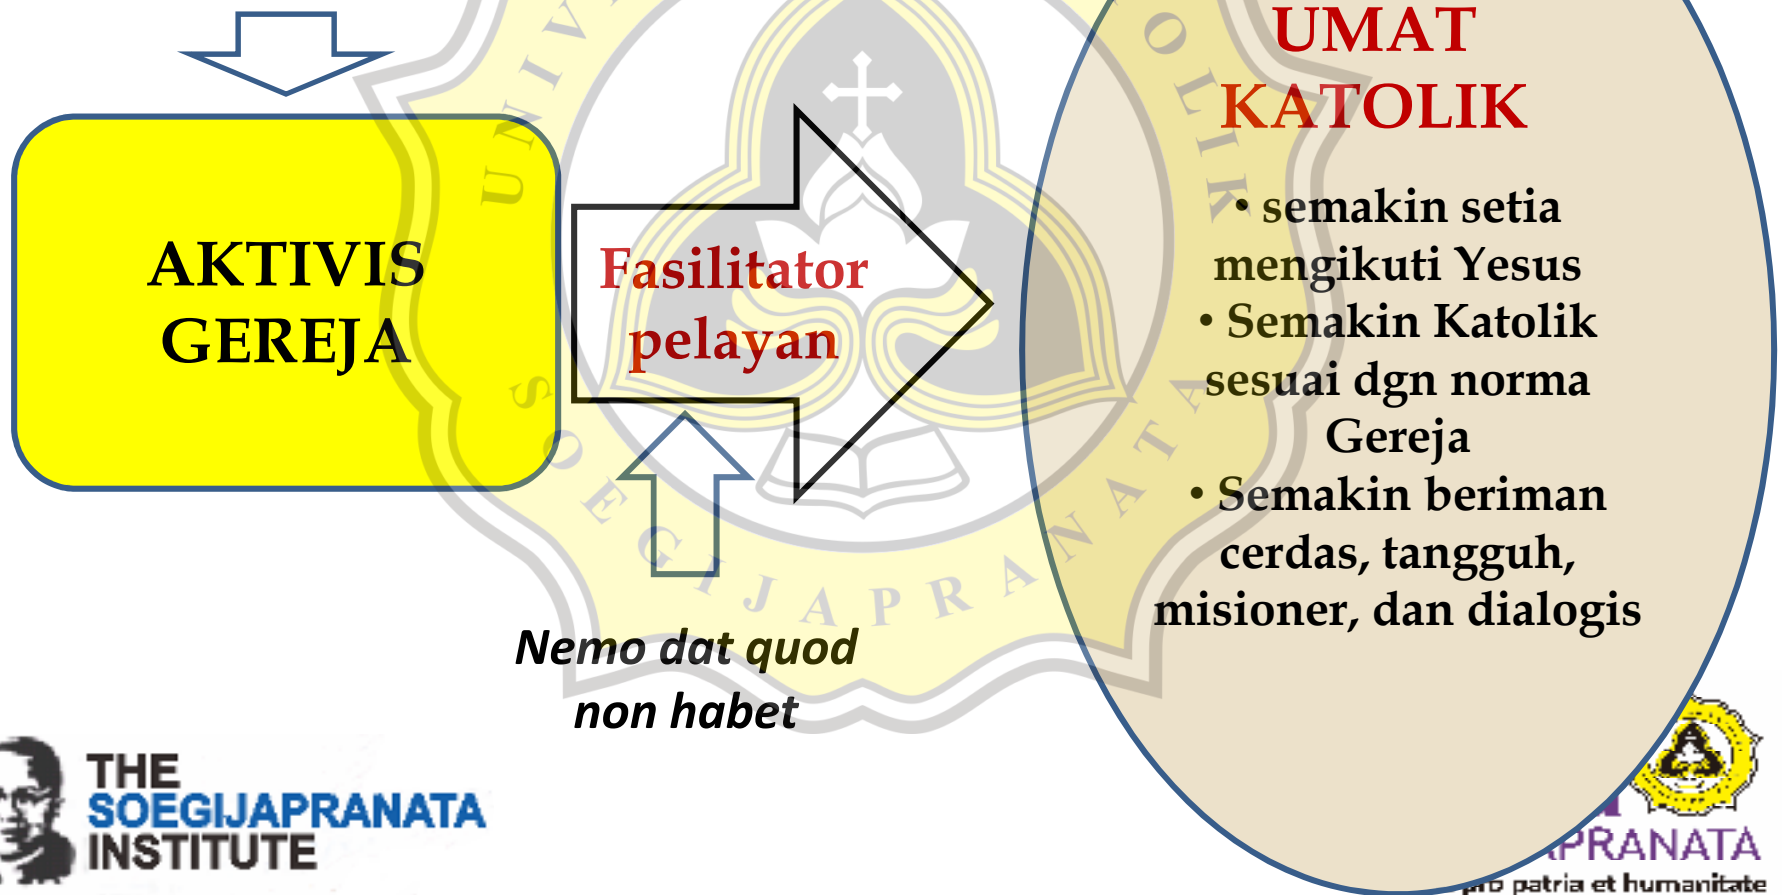 UMAT
KATOLIK
AKTIVIS
GEREJA
Fasilitator
pelayan
• semakin setia
mengikuti Yesus
• Semakin Katolik
sesuai dgn norma
Gereja
• Semakin beriman
cerdas, tangguh,
misioner, dan dialogis
Nemo dat quod
non habet
SOEGIJAPRANATA
THE
SOEGIJAPRANATA
INSTITUTE
PRANATA
patria et humanitate